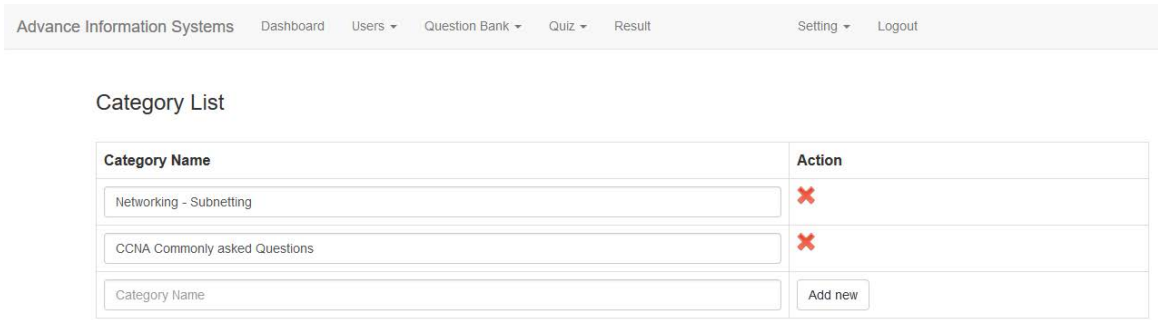 Advance Information Systems Dashboard Users Question Bank Quiz Result Setting Logout
Category List
Category Name Action
Networking - Subnetting
CCNA Commonly asked Questions
Category Name Add new